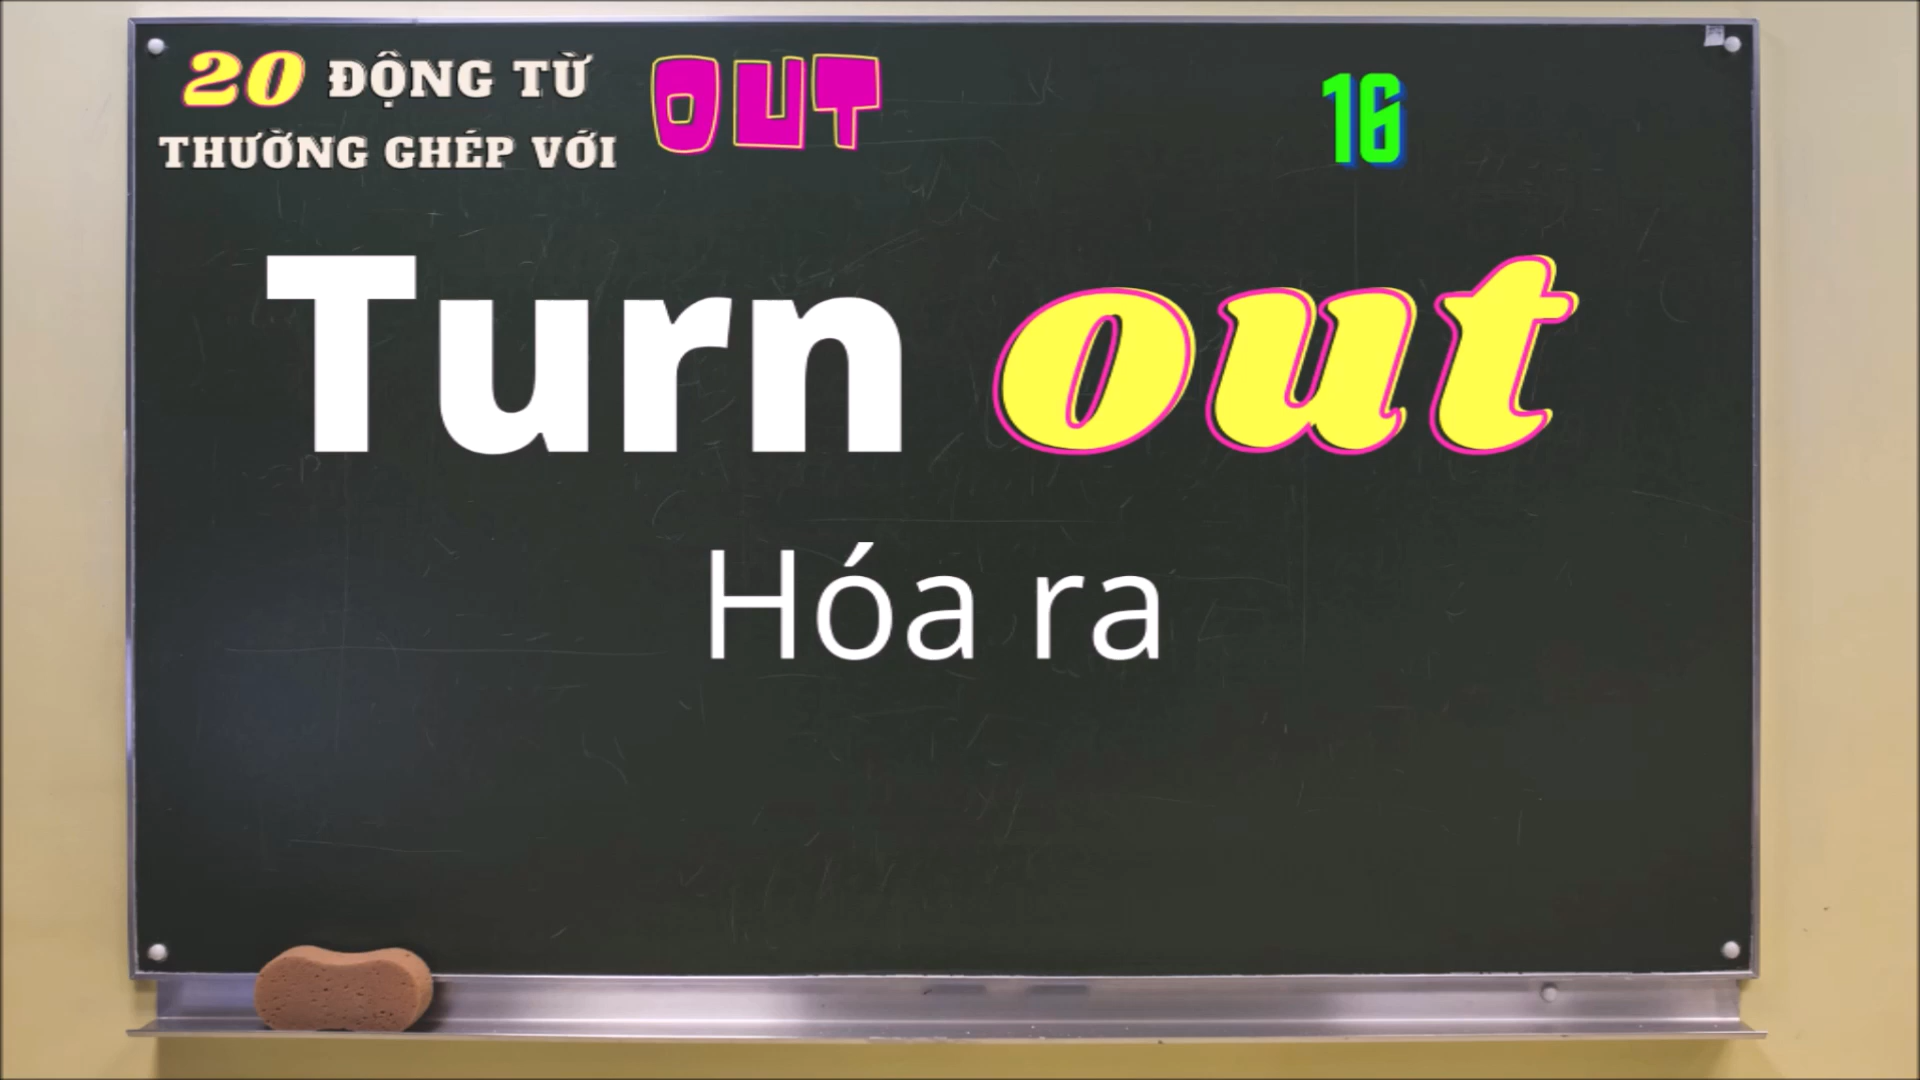 20 ĐỘNG TỪ
THƯỜNG GHÉP VỚI
OUT
16
Turn out
Hóa ra